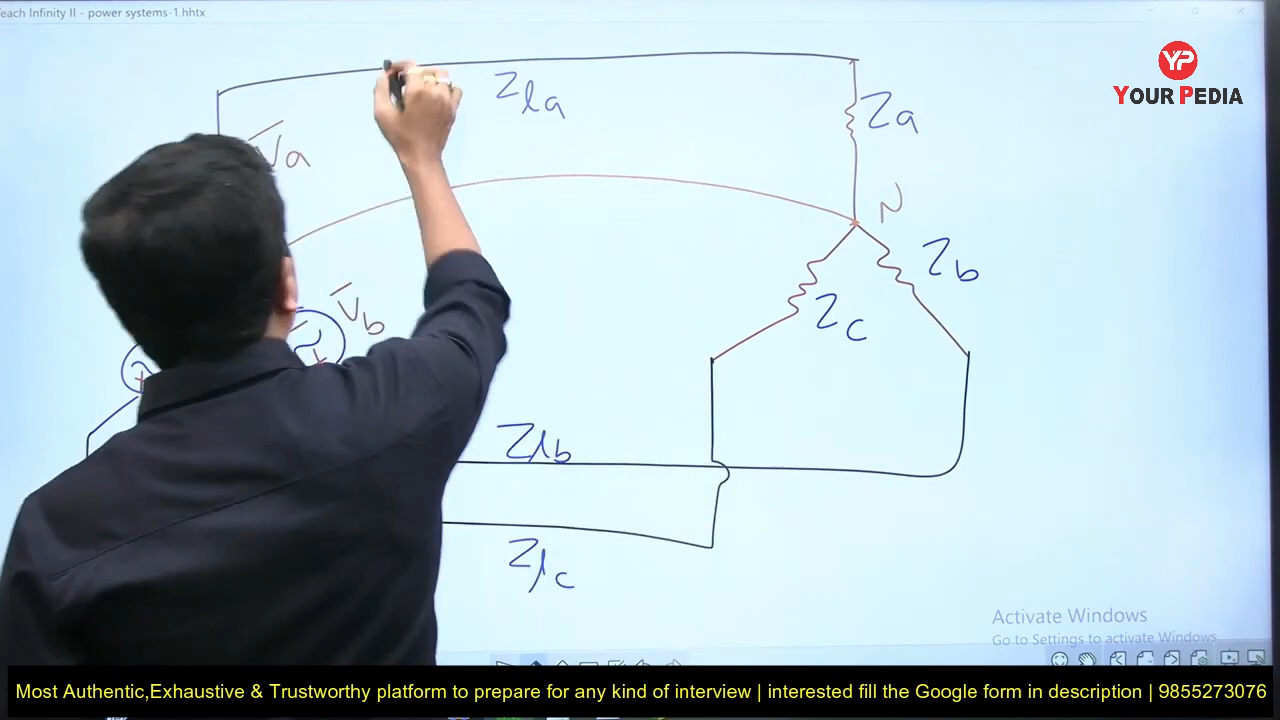 each Infinity II - power systems-1.hhtx
YP
YOUR PEDIA
Zla
Za
Va
N
Zb
Vb
Zc
Zlb
Zlc
Activate Windows
Go to Settings to activate Windows.
Most Authentic,Exhaustive & Trustworthy platform to prepare for any kind of interview | interested fill the Google form in description | 9855273076